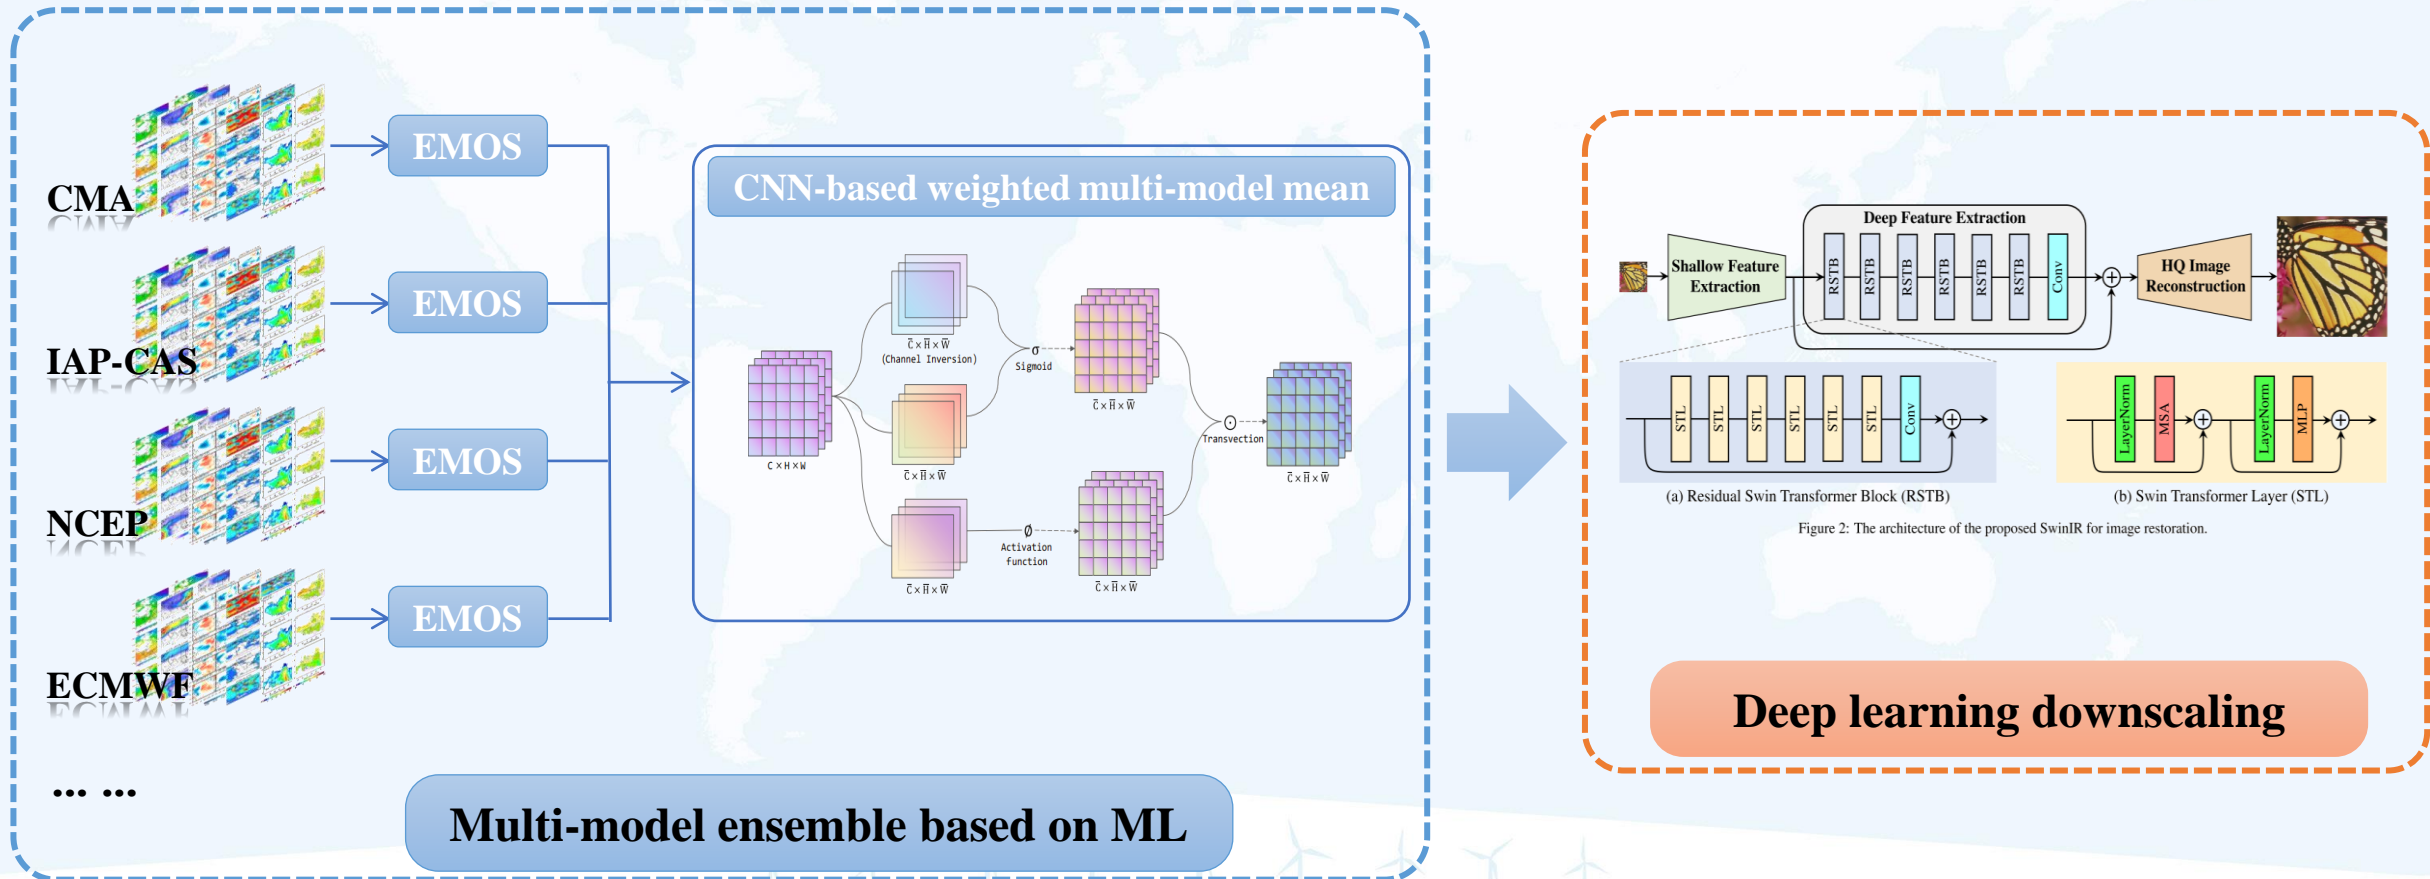 CMA
EMOS
IAP-CAS
EMOS
NCEP
EMOS
ECMWF
EMOS
... ...
CNN-based weighted multi-model mean
C×H×W
C̄×H̄×W̄
(Channel Inversion)
C̄×H̄×W̄
C̄×H̄×W̄
σ
Sigmoid
Ø
Activation
function
C̄×H̄×W̄
C̄×H̄×W̄
⊙
Transvection
C̄×H̄×W̄
Multi-model ensemble based on ML
Shallow Feature
Extraction
Deep Feature Extraction
RSTB
RSTB
RSTB
RSTB
RSTB
RSTB
Conv
+
HQ Image
Reconstruction
STL
STL
STL
STL
STL
STL
Conv
+
(a) Residual Swin Transformer Block (RSTB)
LayerNorm
MSA
+
LayerNorm
MLP
+
(b) Swin Transformer Layer (STL)
Figure 2: The architecture of the proposed SwinIR for image restoration.
Deep learning downscaling